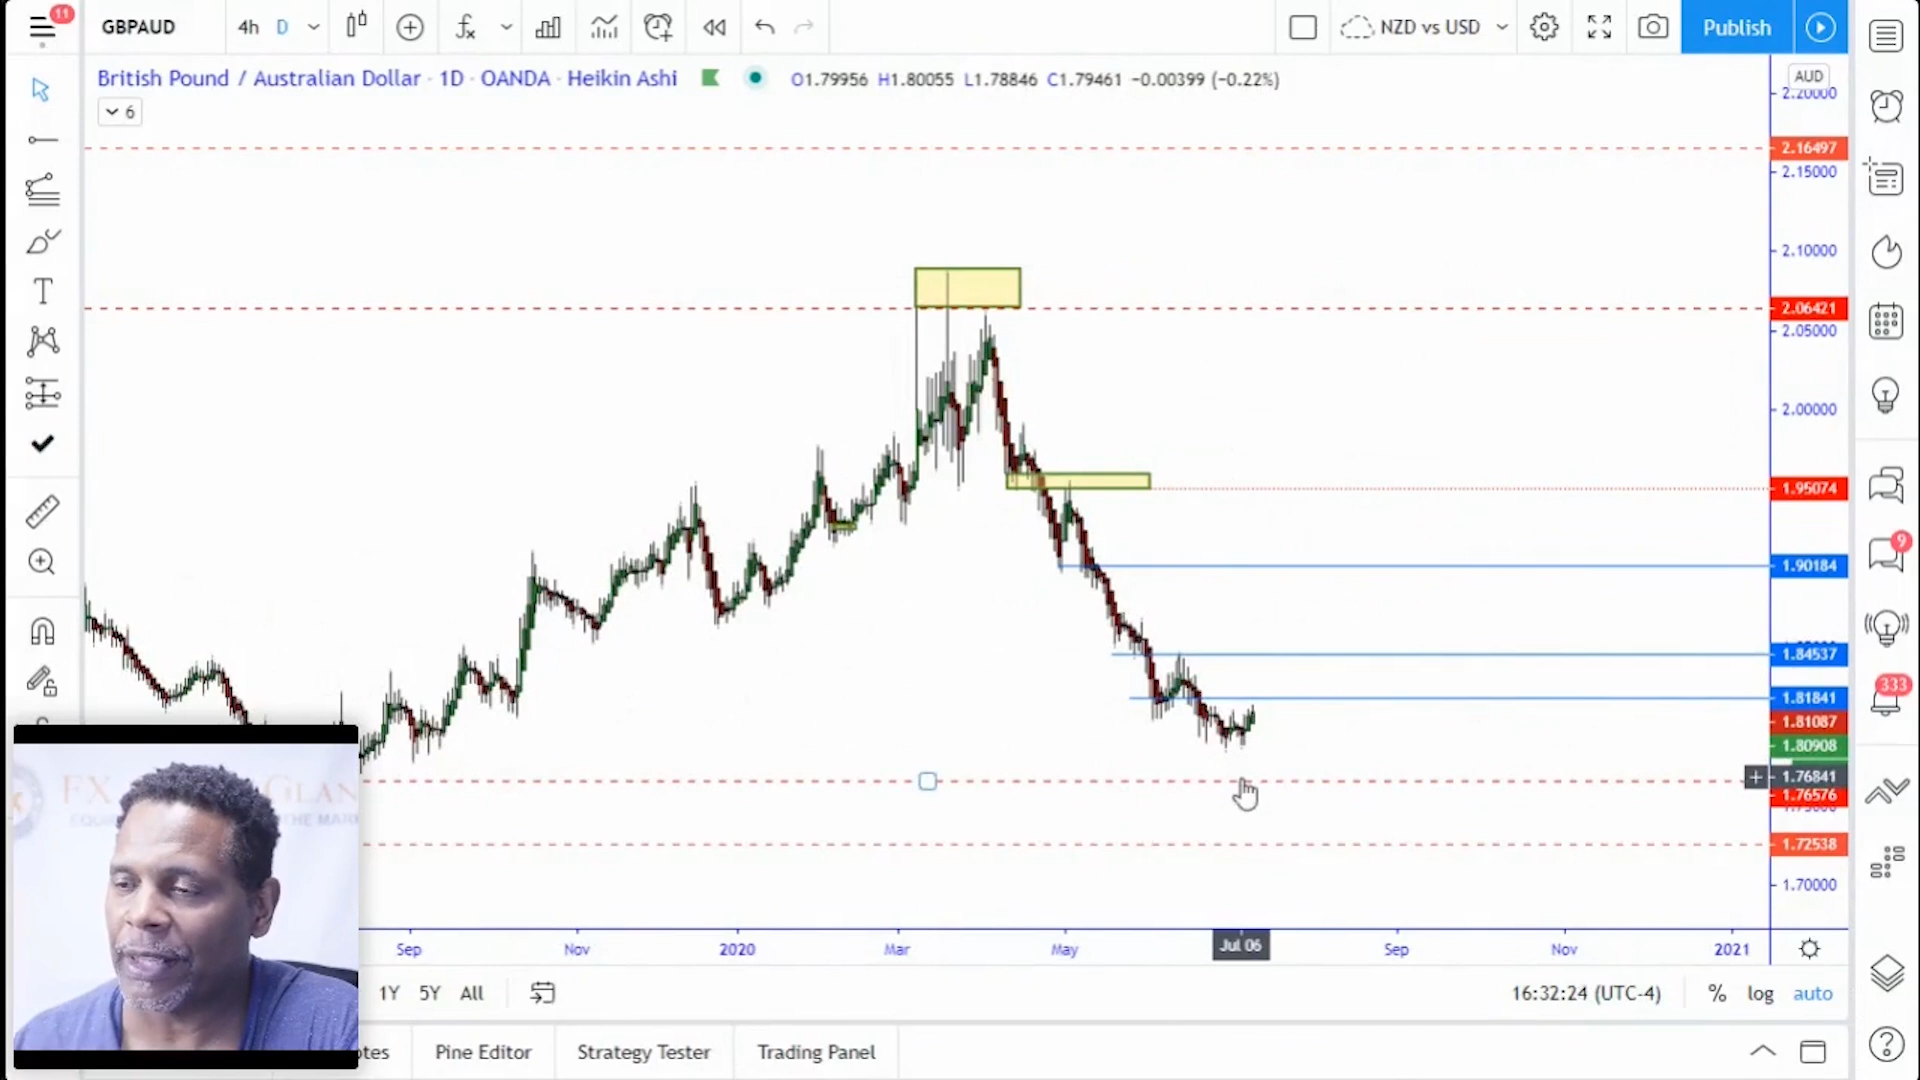 11
GBPAUD
4h
D
NZD vs USD
Publish
British Pound / Australian Dollar · 1D · OANDA · Heikin Ashi
O1.79956 H1.80055 L1.78846 C1.79461 −0.00399 (−0.22%)
6
AUD
2.20000
2.16497
2.15000
2.10000
2.06421
2.05000
2.00000
1.95074
1.90184
1.84537
1.81841
1.81087
1.80908
1.76841
1.76576
1.72538
1.70000
9
333
Sep
Nov
2020
Mar
May
Jul 06
Sep
Nov
2021
1Y
5Y
All
16:32:24 (UTC-4)
%
log
auto
Pine Editor
Strategy Tester
Trading Panel
FX